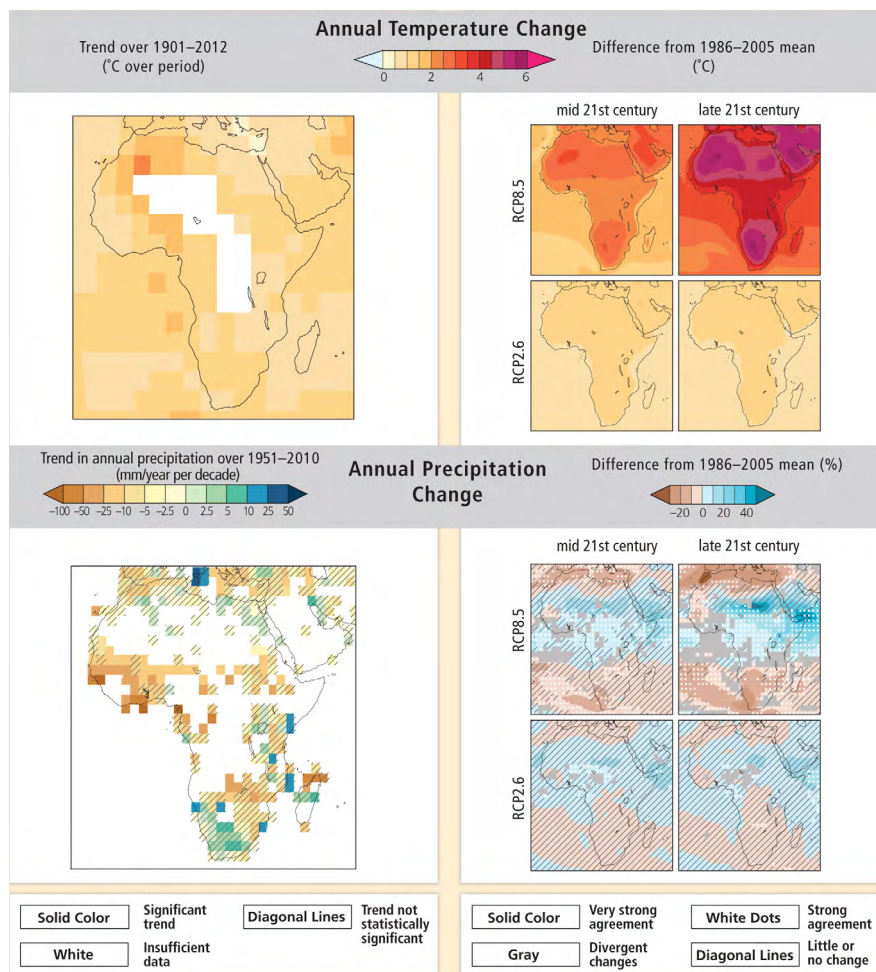 Annual Temperature Change
Trend over 1901–2012
(˚C over period)
0 2 4 6
Difference from 1986–2005 mean
(˚C)
mid 21st century
late 21st century
RCP8.5
RCP2.6
Trend in annual precipitation over 1951–2010
(mm/year per decade)
–100 –50 –25 –10 –5 –2.5 0 2.5 5 10 25 50
Annual Precipitation
Change
Difference from 1986–2005 mean (%)
–20 0 20 40
mid 21st century
late 21st century
RCP8.5
RCP2.6
Solid Color
Significant
trend
Diagonal Lines
Trend not
statistically
significant
White
Insufficient
data
Solid Color
Very strong
agreement
White Dots
Strong
agreement
Gray
Divergent
changes
Diagonal Lines
Little or
no change